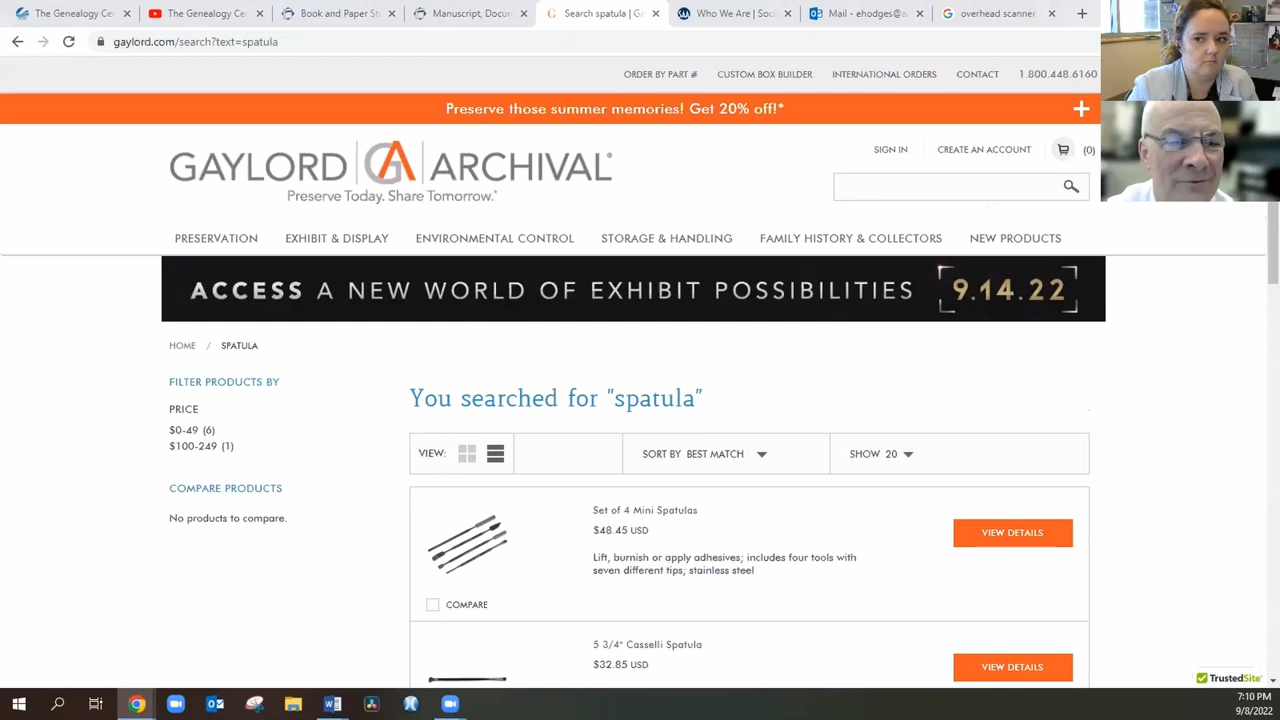 The Genealogy Cer
The Genealogy Cer
Book and Paper St
Manuscript, Docum
Search spatula | Ga
Who We Are | Soci
Mail - ehodges@
overhead scanner
gaylord.com/search?text=spatula
ORDER BY PART # CUSTOM BOX BUILDER INTERNATIONAL ORDERS CONTACT 1.800.448.6160
Preserve those summer memories! Get 20% off!*
GAYLORD GA ARCHIVAL®
Preserve Today. Share Tomorrow.®
SIGN IN CREATE AN ACCOUNT (0)
PRESERVATION EXHIBIT & DISPLAY ENVIRONMENTAL CONTROL STORAGE & HANDLING FAMILY HISTORY & COLLECTORS NEW PRODUCTS
ACCESS A NEW WORLD OF EXHIBIT POSSIBILITIES 9.14.22
HOME / SPATULA
FILTER PRODUCTS BY
PRICE
$0-49 (6)
$100-249 (1)
COMPARE PRODUCTS
No products to compare.
You searched for "spatula"
VIEW: SORT BY BEST MATCH SHOW 20
Set of 4 Mini Spatulas
$48.45 USD
Lift, burnish or apply adhesives; includes four tools with
seven different tips; stainless steel
VIEW DETAILS
COMPARE
5 3/4" Casselli Spatula
$32.85 USD
VIEW DETAILS
TrustedSite
7:10 PM
9/8/2022